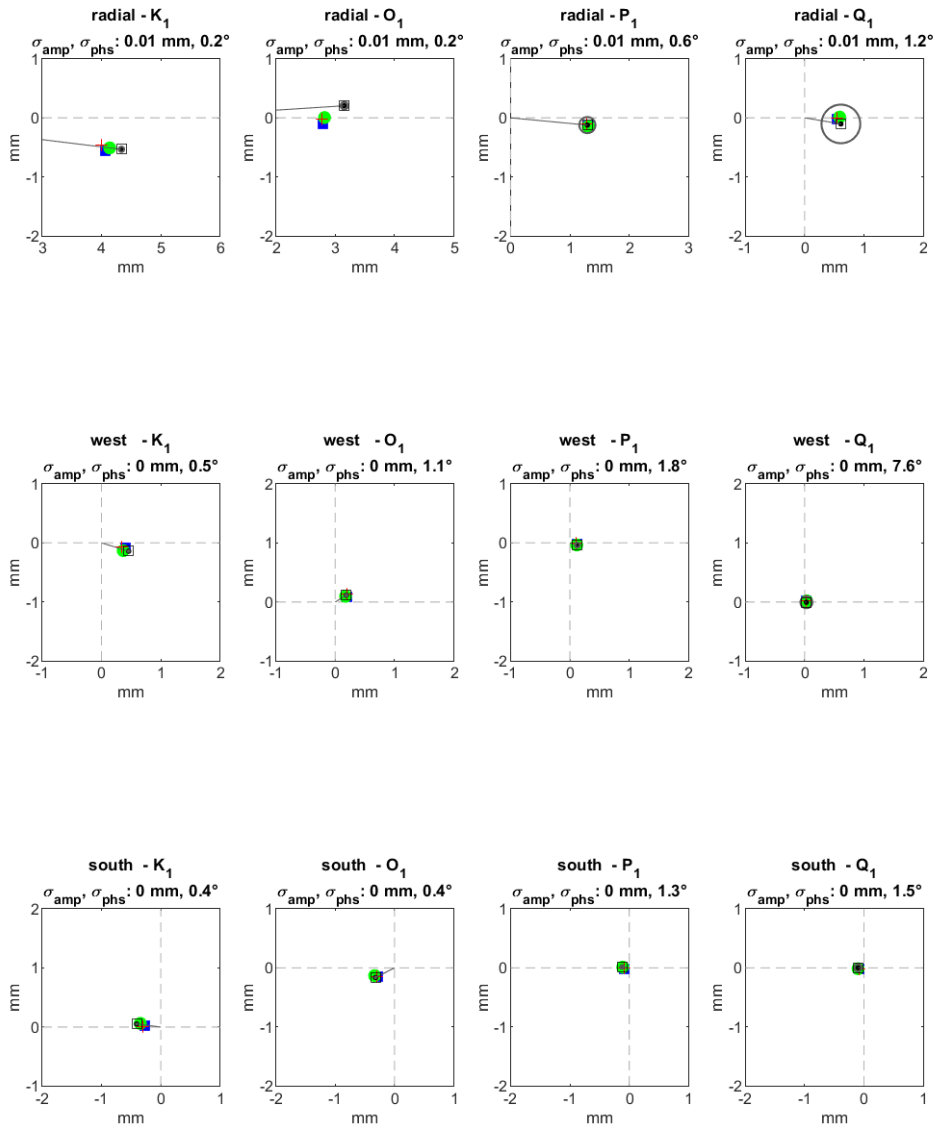 radial - K1
σamp, σphs: 0.01 mm, 0.2°
1
0
-1
-2
mm
3
4
5
6
mm
radial - O1
σamp, σphs: 0.01 mm, 0.2°
1
0
-1
-2
2
3
4
5
mm
radial - P1
σamp, σphs: 0.01 mm, 0.6°
1
0
-1
-2
mm
0
1
2
3
mm
radial - Q1
σamp, σphs: 0.01 mm, 1.2°
1
0
-1
-2
mm
-1
0
1
2
mm
west - K1
σamp, σphs: 0 mm, 0.5°
1
0
-1
-2
mm
-1
0
1
2
mm
west - O1
σamp, σphs: 0 mm, 1.1°
2
1
0
-1
mm
-1
0
1
2
mm
west - P1
σamp, σphs: 0 mm, 1.8°
1
0
-1
-2
mm
-1
0
1
2
mm
west - Q1
σamp, σphs: 0 mm, 7.6°
2
1
0
-1
mm
-1
0
1
2
mm
south - K1
σamp, σphs: 0 mm, 0.4°
2
1
0
-1
mm
-2
-1
0
1
mm
south - O1
σamp, σphs: 0 mm, 0.4°
1
0
-1
-2
mm
-2
-1
0
1
mm
south - P1
σamp, σphs: 0 mm, 1.3°
1
0
-1
-2
mm
-2
-1
0
1
mm
south - Q1
σamp, σphs: 0 mm, 1.5°
1
0
-1
-2
mm
-2
-1
0
1
mm